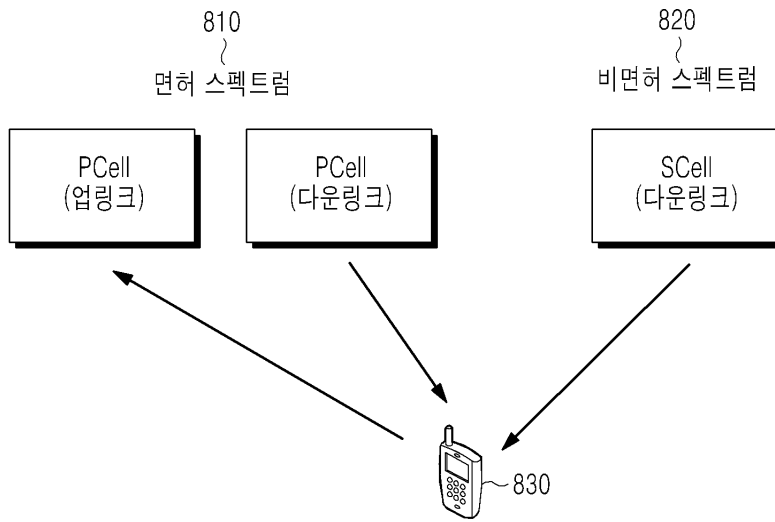 810
820
면허 스펙트럼
비면허 스펙트럼
PCell
(업링크)
PCell
(다운링크)
SCell
(다운링크)
830